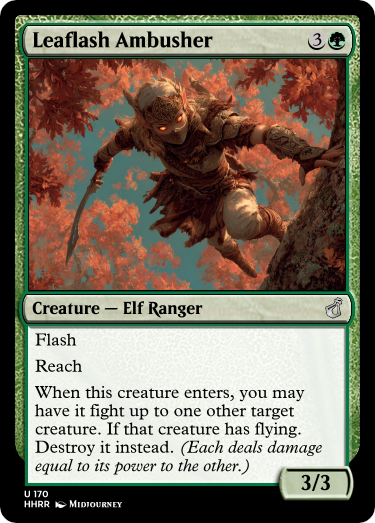 Leaflash Ambusher 3
Creature — Elf Ranger
Flash
Reach
When this creature enters, you may
have it fight up to one other target
creature. If that creature has flying.
Destroy it instead. (Each deals damage
equal to its power to the other.)
3/3
U 170
HHRR Midjourney